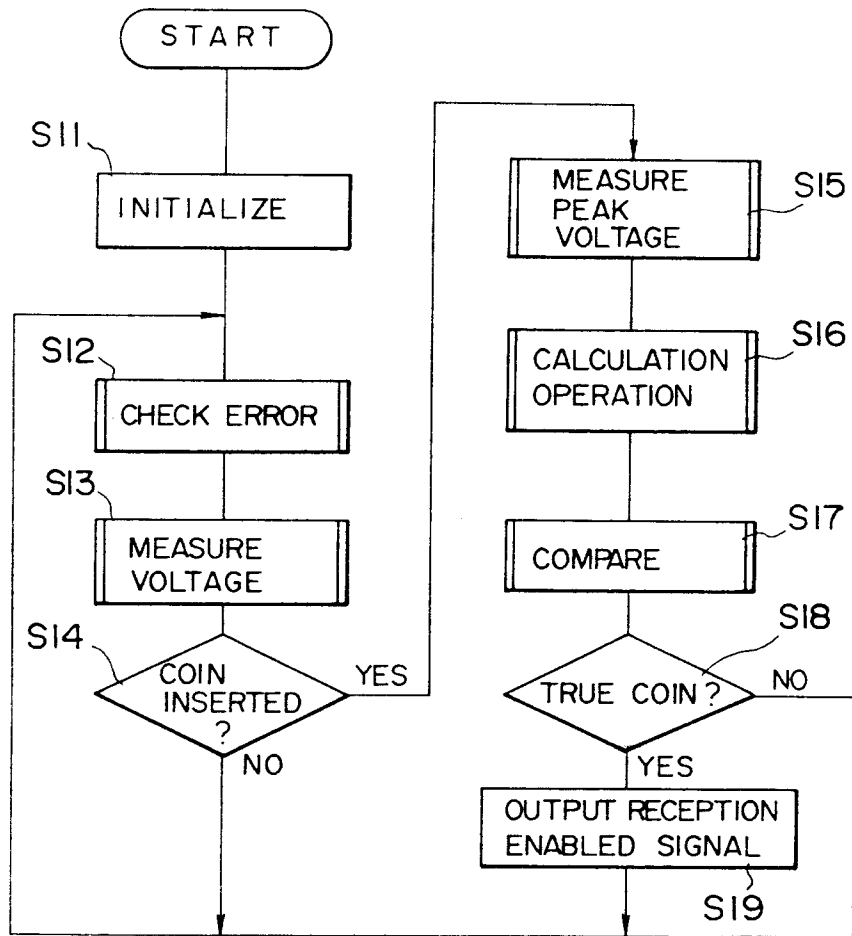 START
S11
INITIALIZE
S12
CHECK ERROR
S13
MEASURE
VOLTAGE
S14
COIN
INSERTED
?
YES
NO
MEASURE
PEAK
VOLTAGE
S15
CALCULATION
OPERATION
S16
COMPARE
S17
S18
TRUE COIN?
NO
YES
OUTPUT RECEPTION
ENABLED SIGNAL
S19